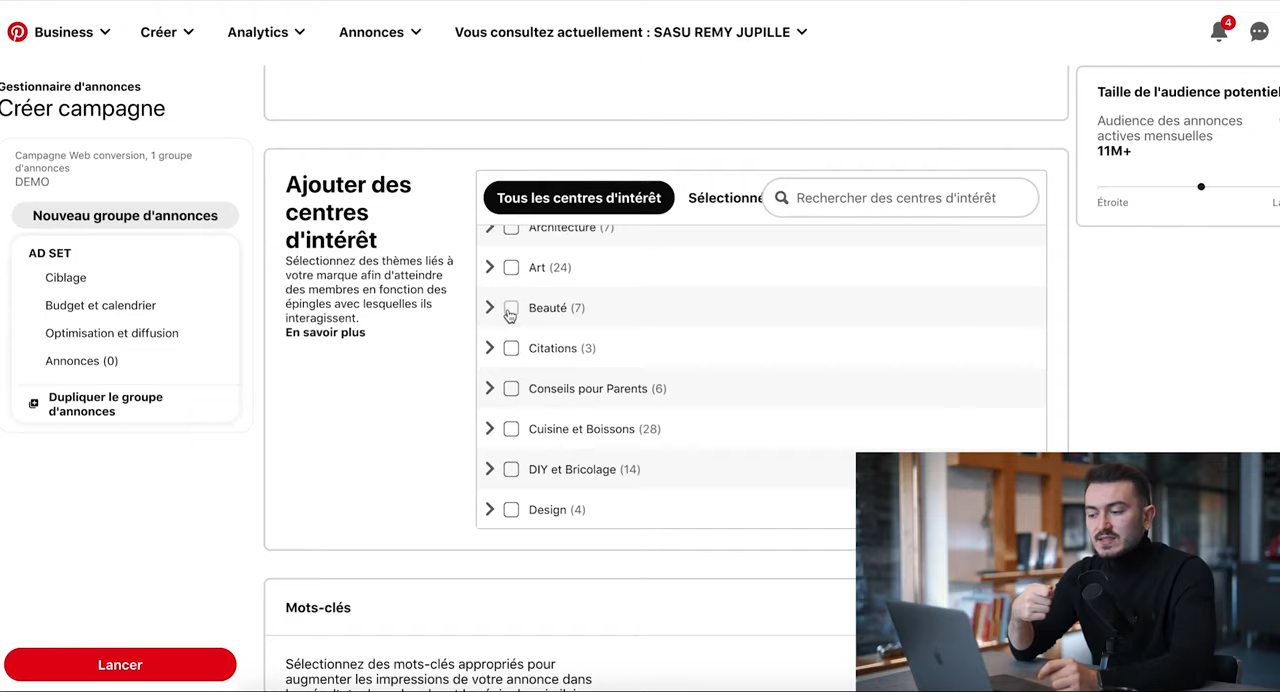 Business
Créer
Analytics
Annonces
Vous consultez actuellement : SASU REMY JUPILLE
4
Gestionnaire d'annonces
Créer campagne
Campagne Web conversion, 1 groupe
d'annonces
DEMO
Nouveau groupe d'annonces
AD SET
Ciblage
Budget et calendrier
Optimisation et diffusion
Annonces (0)
Dupliquer le groupe
d'annonces
Lancer
Ajouter des
centres
d'intérêt
Sélectionnez des thèmes liés à
votre marque afin d'atteindre
des membres en fonction des
épingles avec lesquelles ils
interagissent.
En savoir plus
Tous les centres d'intérêt
Sélectionne
Rechercher des centres d'intérêt
Architecture (7)
Art (24)
Beauté (7)
Citations (3)
Conseils pour Parents (6)
Cuisine et Boissons (28)
DIY et Bricolage (14)
Design (4)
Mots-clés
Sélectionnez des mots-clés appropriés pour
augmenter les impressions de votre annonce dans
Taille de l'audience potentiel
Audience des annonces
actives mensuelles
11M+
Étroite